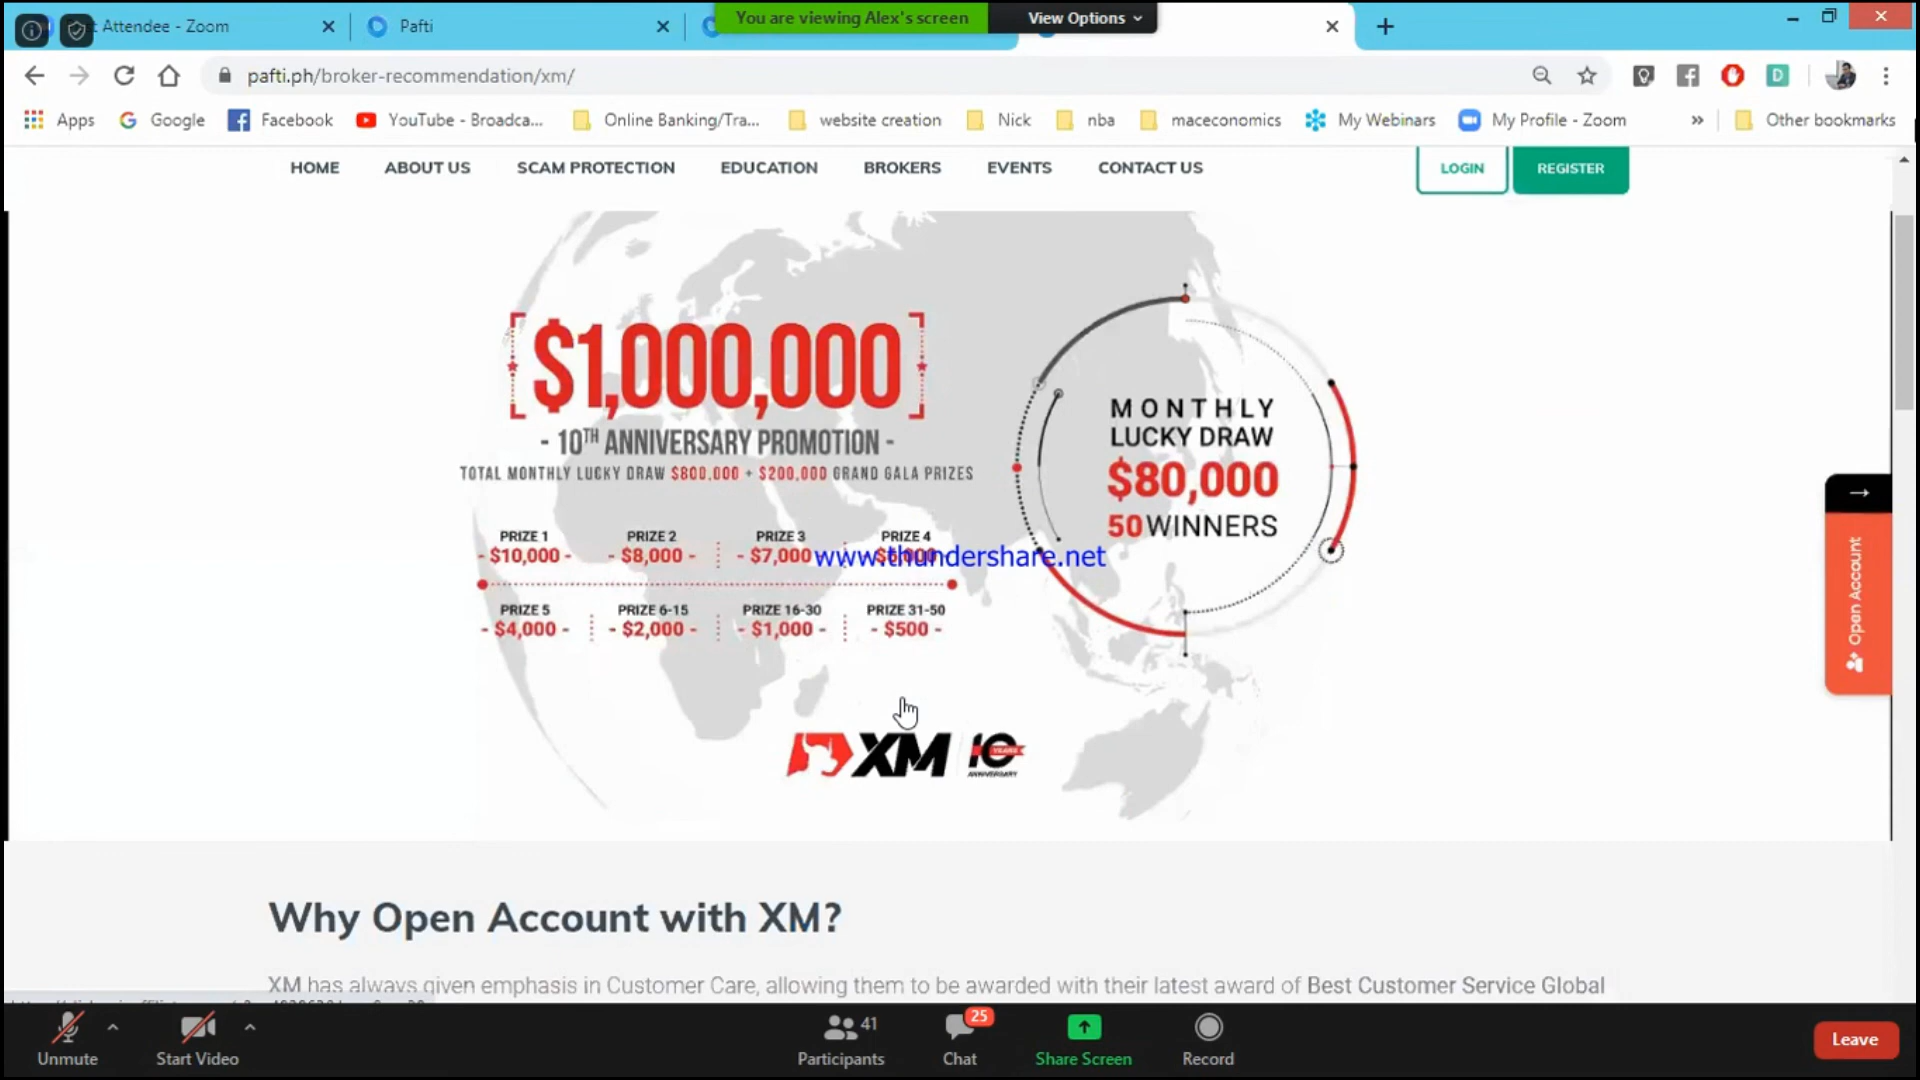 Attendee - Zoom
Pafti
You are viewing Alex's screen
View Options
pafti.ph/broker-recommendation/xm/
Apps
Google
Facebook
YouTube - Broadca...
Online Banking/Tra...
website creation
Nick
nba
maceconomics
My Webinars
My Profile - Zoom
»
Other bookmarks
HOME
ABOUT US
SCAM PROTECTION
EDUCATION
BROKERS
EVENTS
CONTACT US
LOGIN
REGISTER
$1,000,000
- 10TH ANNIVERSARY PROMOTION -
TOTAL MONTHLY LUCKY DRAW $800,000 + $200,000 GRAND GALA PRIZES
PRIZE 1
- $10,000 -
PRIZE 2
- $8,000 -
PRIZE 3
- $7,000
PRIZE 4
www.thundershare.net
PRIZE 5
- $4,000 -
PRIZE 6-15
- $2,000 -
PRIZE 16-30
- $1,000 -
PRIZE 31-50
- $500 -
MONTHLY
LUCKY DRAW
$80,000
50 WINNERS
XM
10
YEARS
ANNIVERSARY
Open Account
Why Open Account with XM?
XM has always given emphasis in Customer Care, allowing them to be awarded with their latest award of Best Customer Service Global
Unmute
Start Video
41
Participants
25
Chat
Share Screen
Record
Leave